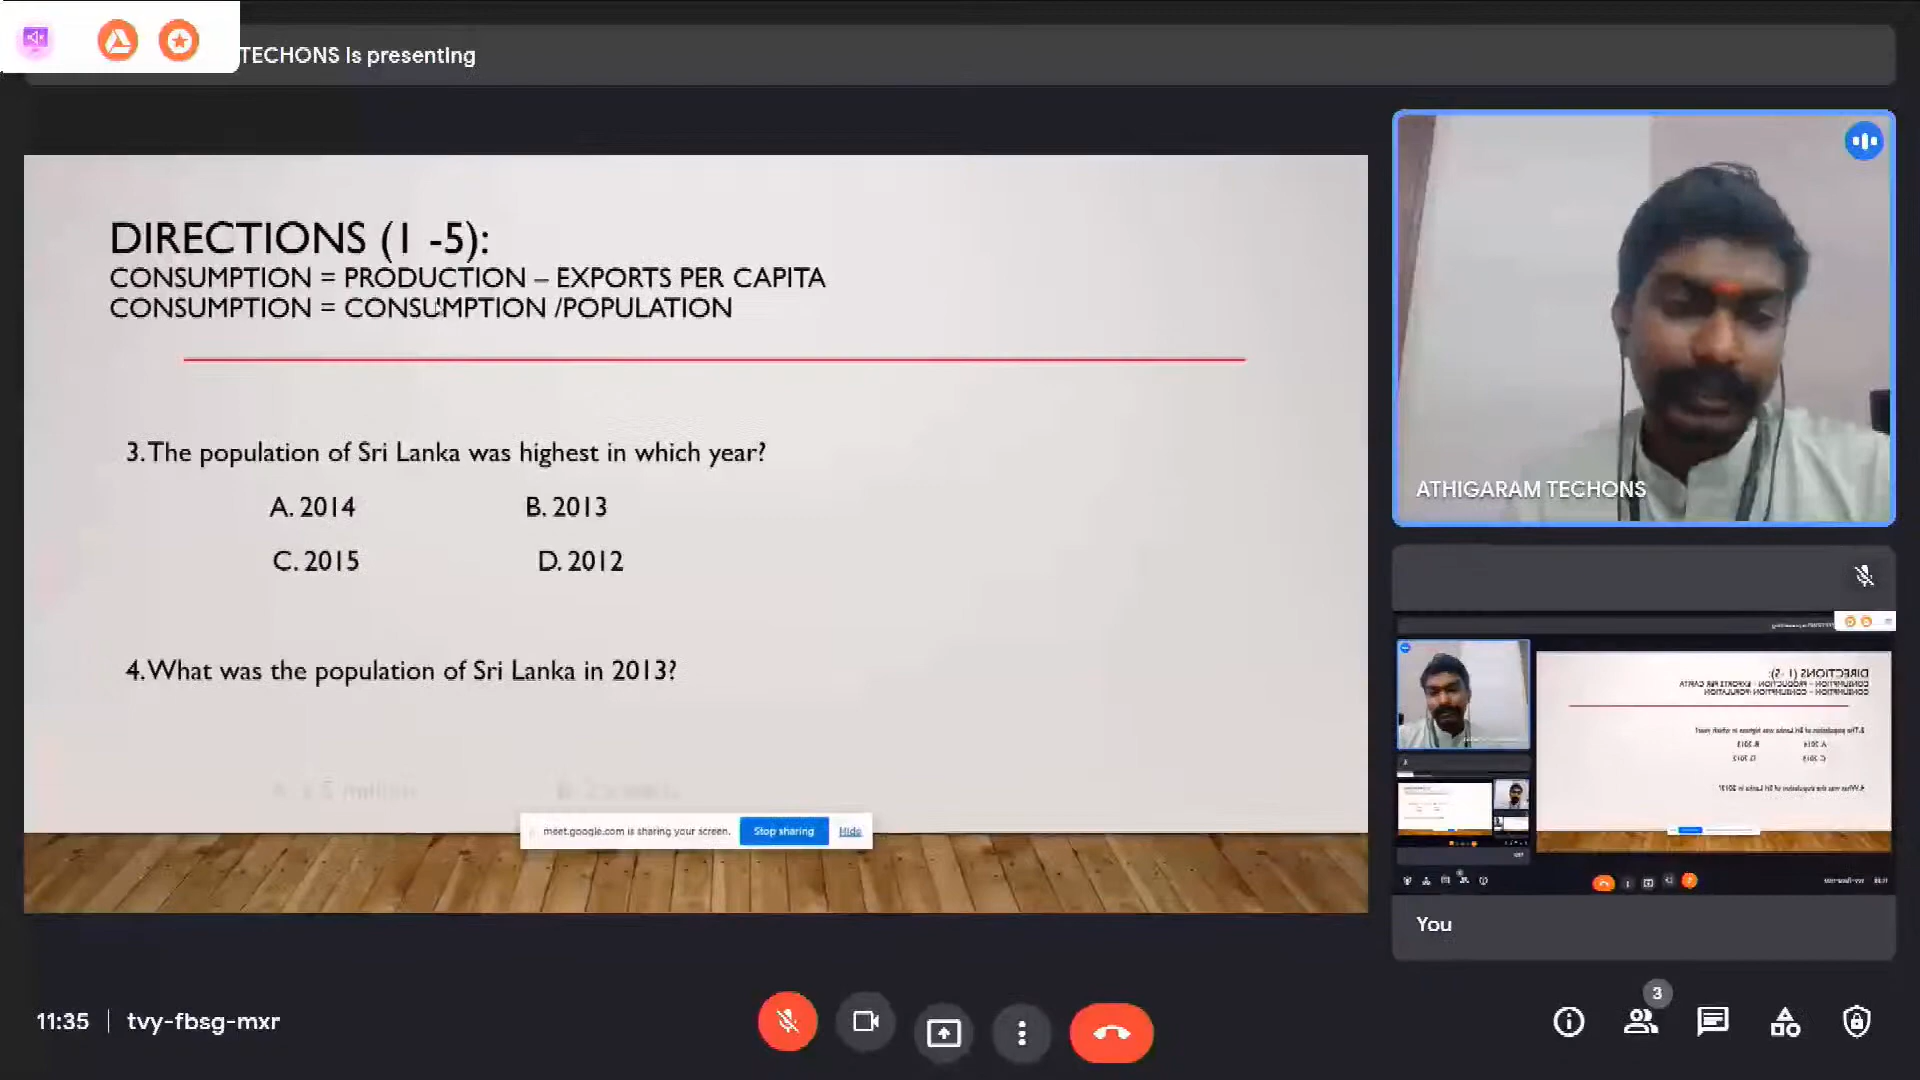 TECHONS is presenting
DIRECTIONS (1 -5):
CONSUMPTION = PRODUCTION – EXPORTS PER CAPITA
CONSUMPTION = CONSUMPTION /POPULATION
3. The population of Sri Lanka was highest in which year?
A. 2014 B. 2013
C. 2015 D. 2012
4. What was the population of Sri Lanka in 2013?
meet.google.com is sharing your screen. Stop sharing Hide
ATHIGARAM TECHONS
You
11:35 | tvy-fbsg-mxr
3